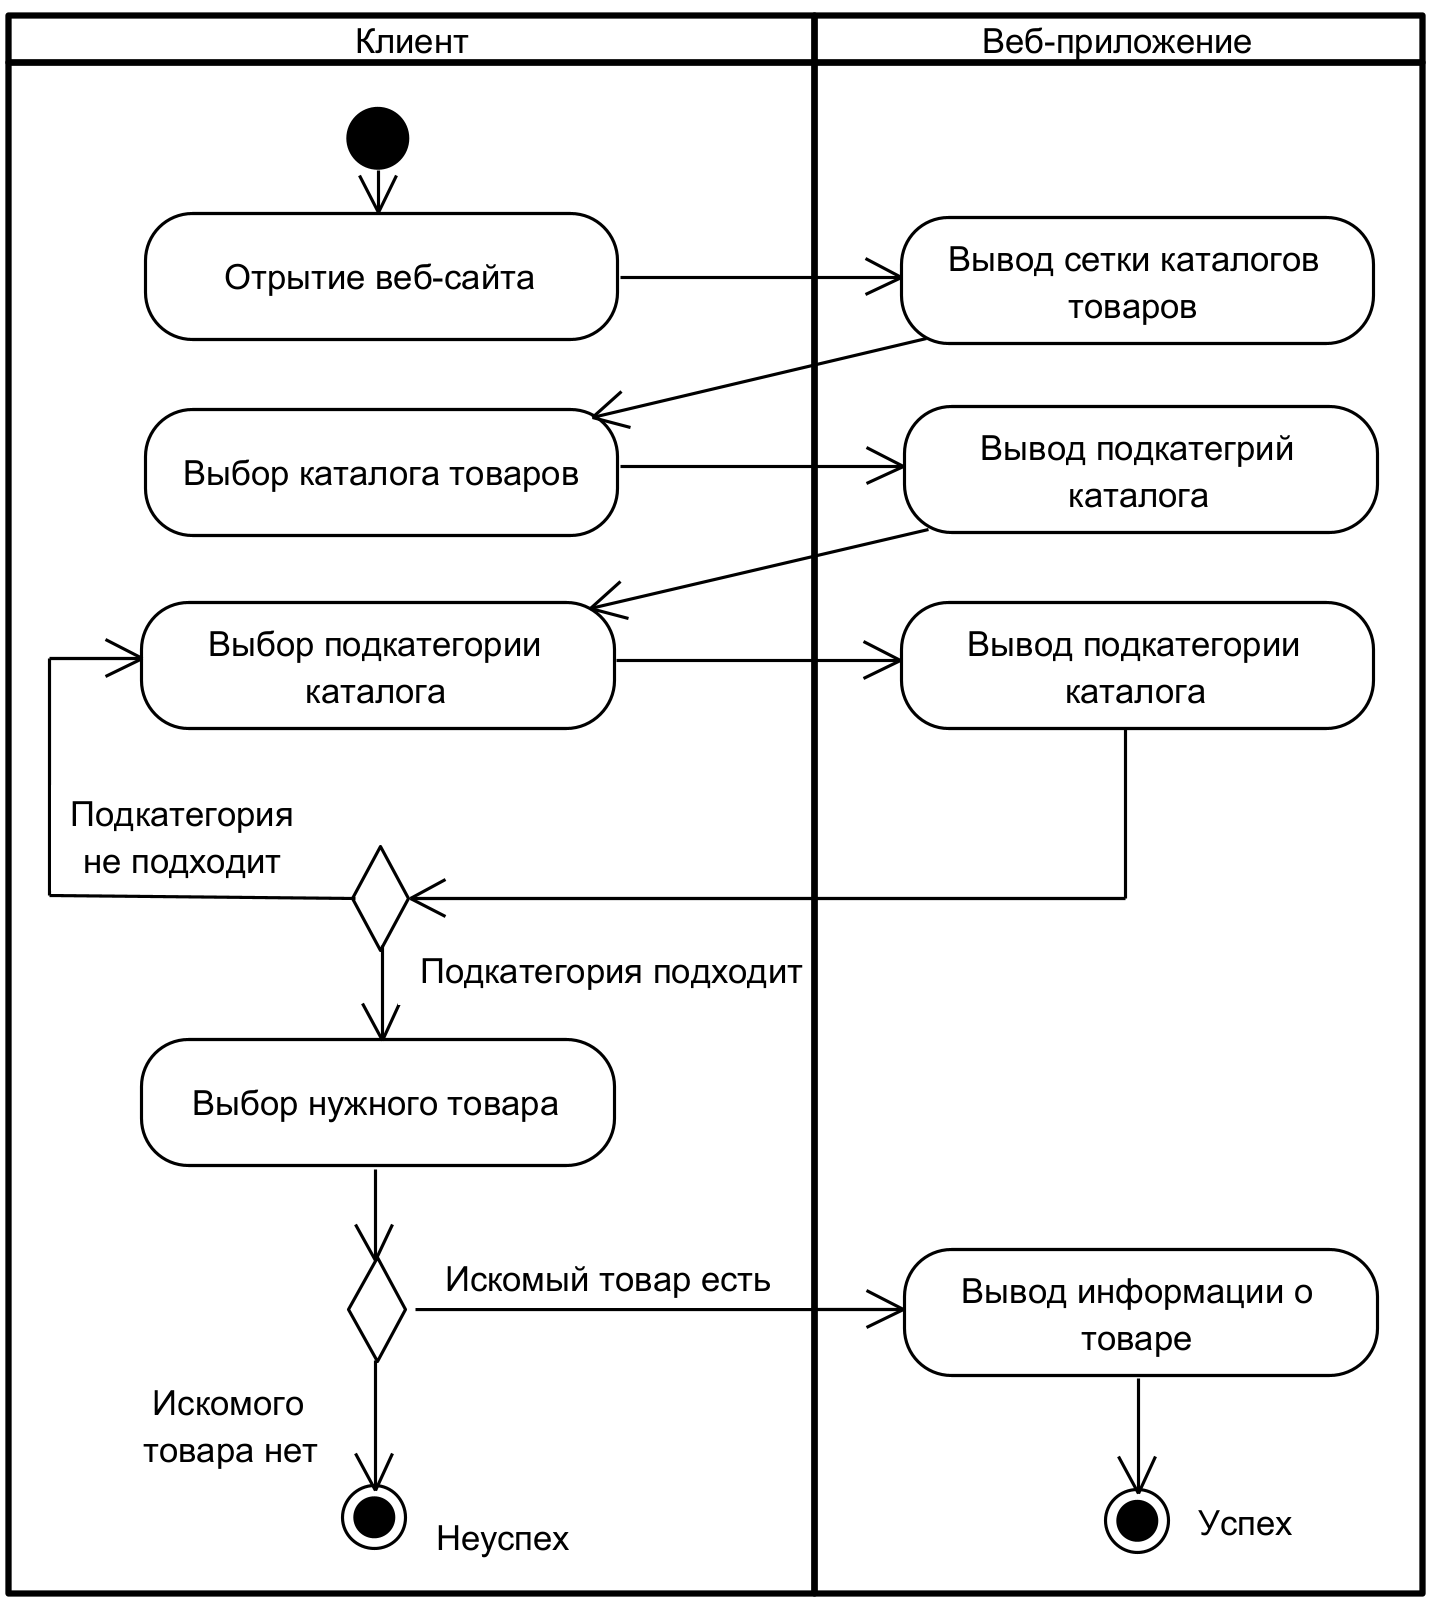 Клиент
Веб-приложение
Отрытие веб-сайта
Вывод сетки каталогов
товаров
Выбор каталога товаров
Вывод подкатегрий
каталога
Выбор подкатегории
каталога
Вывод подкатегории
каталога
Подкатегория
не подходит
Подкатегория подходит
Выбор нужного товара
Искомый товар есть
Вывод информации о
товаре
Искомого
товара нет
Неуспех
Успех